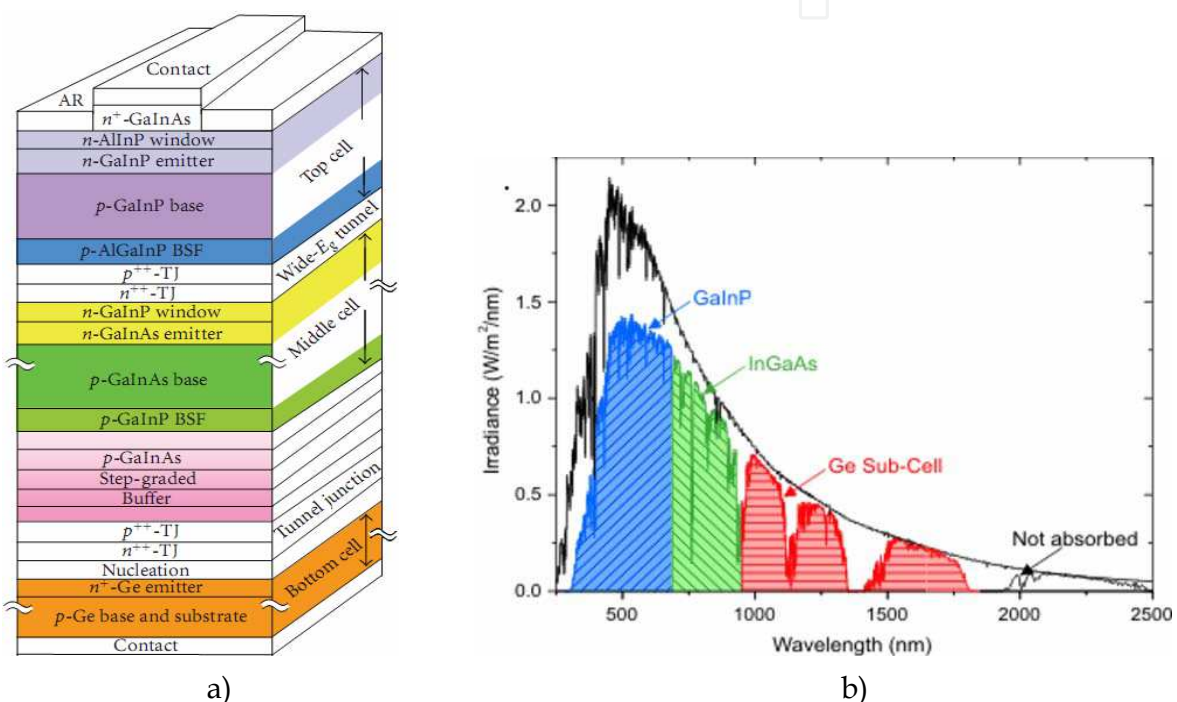 Contact
AR
n⁺-GaInAs
n-AlInP window
n-GaInP emitter
p-GaInP base
p-AlGaInP BSF
p⁺⁺-TJ
n⁺⁺-TJ
n-GaInP window
n-GaInAs emitter
p-GaInAs base
p-GaInP BSF
p-GaInAs
Step-graded
Buffer
p⁺⁺-TJ
n⁺⁺-TJ
Nucleation
n⁺-Ge emitter
p-Ge base and substrate
Contact
Top cell
Wide-Eg tunnel
Middle cell
Tunnel junction
Bottom cell
a)
Irradiance (W/m²/nm)
2.0
1.5
1.0
0.5
0.0
GaInP
InGaAs
Ge Sub-Cell
Not absorbed
500
1000
1500
2000
2500
Wavelength (nm)
b)